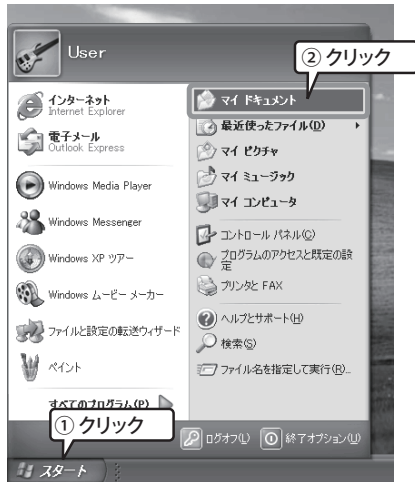 User
② クリック
インターネット
Internet Explorer
電子メール
Outlook Express
Windows Media Player
Windows Messenger
Windows XP ツアー
Windows ムービー メーカー
ファイルと設定の転送ウィザード
ペイント
すべてのプログラム(P)
マイ ドキュメント
最近使ったファイル(D)
マイ ピクチャ
マイ ミュージック
マイ コンピュータ
コントロール パネル(C)
プログラムのアクセスと既定の設
定
プリンタと FAX
ヘルプとサポート(H)
検索(S)
ファイル名を指定して実行(R)...
① クリック
ログオフ(L)
終了オプション(U)
スタート